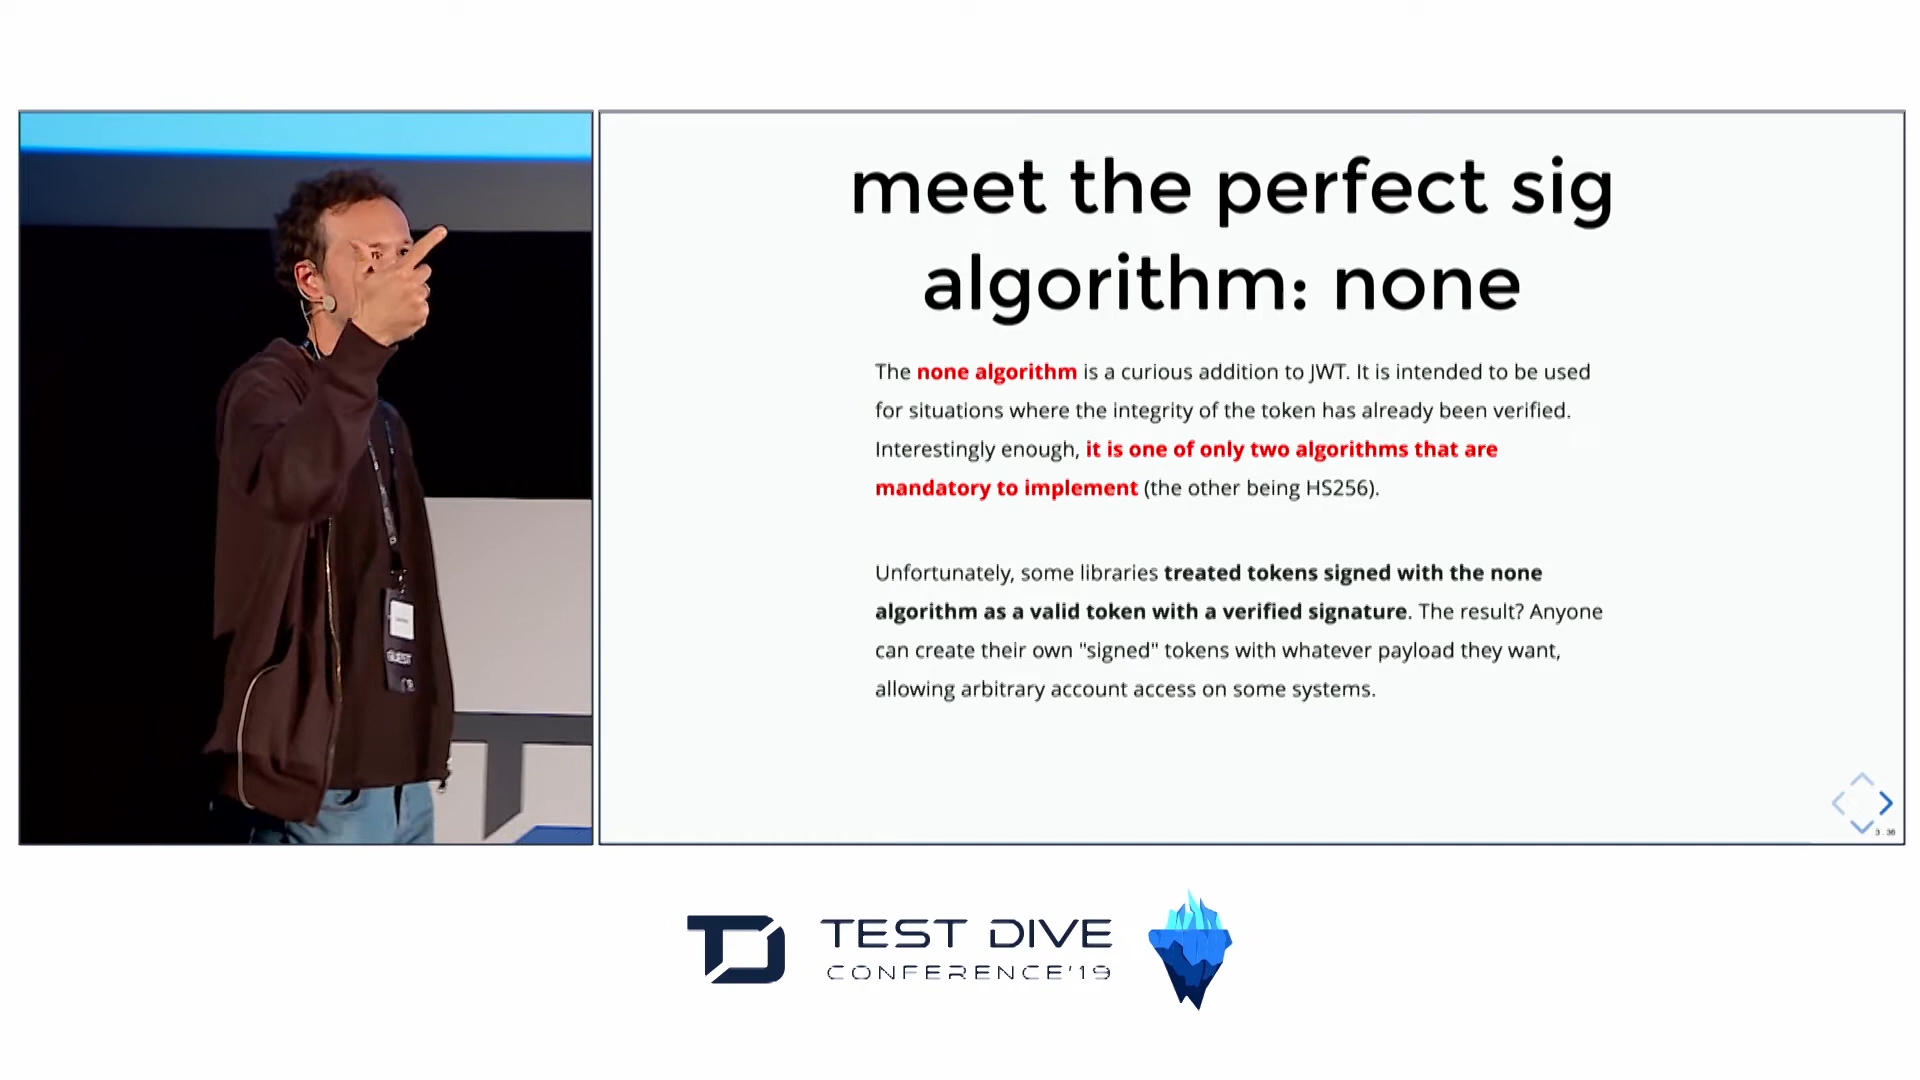 meet the perfect sig
algorithm: none
The none algorithm is a curious addition to JWT. It is intended to be used
for situations where the integrity of the token has already been verified.
Interestingly enough, it is one of only two algorithms that are
mandatory to implement (the other being HS256).
Unfortunately, some libraries treated tokens signed with the none
algorithm as a valid token with a verified signature. The result? Anyone
can create their own "signed" tokens with whatever payload they want,
allowing arbitrary account access on some systems.
GUEST
3.36
TD TEST DIVE
CONFERENCE'19